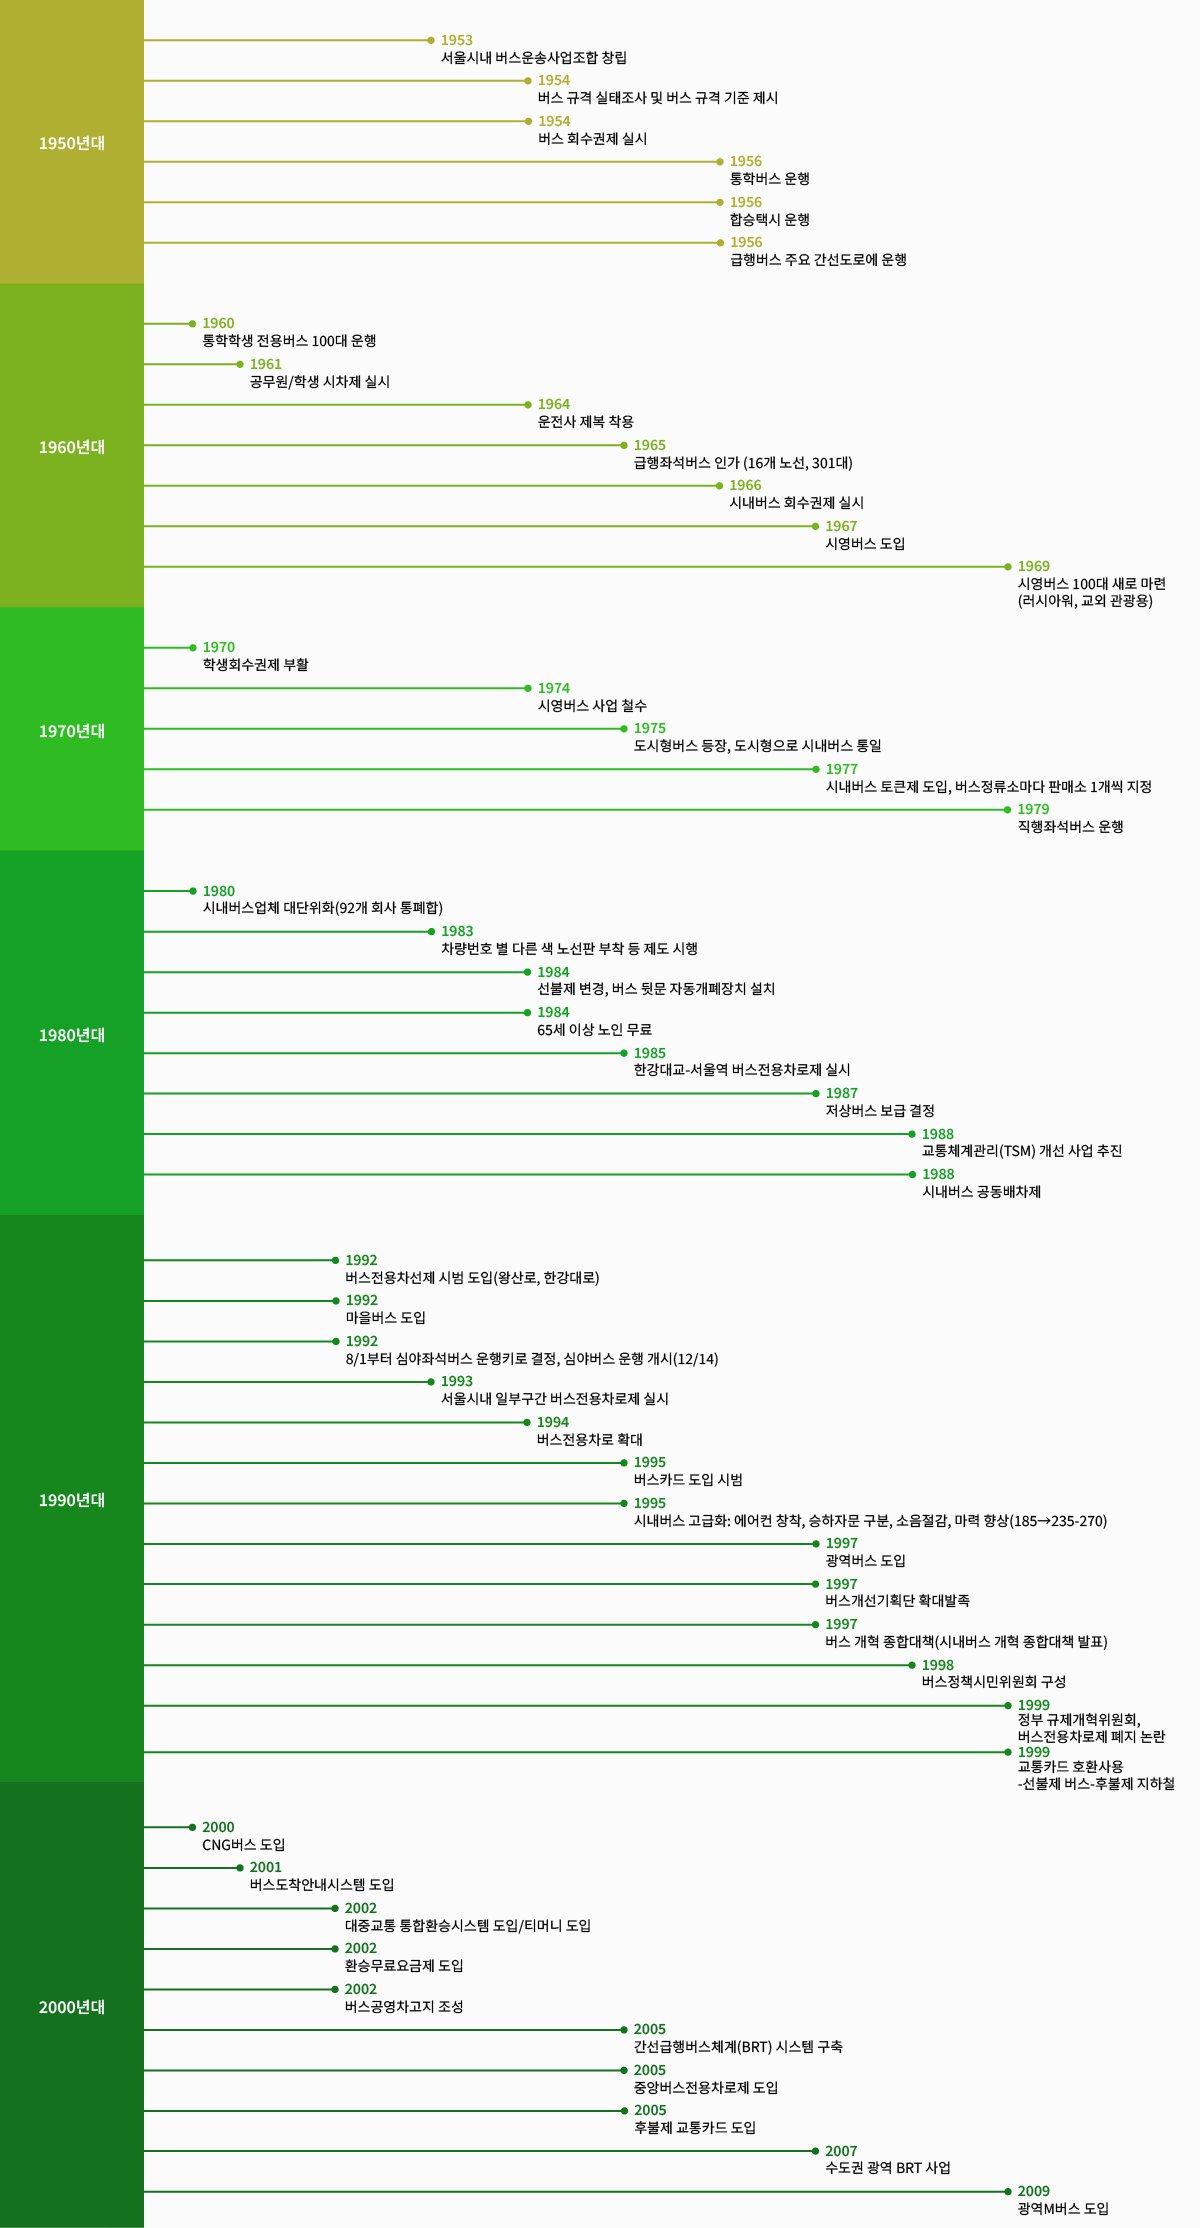 1950년대
1953
서울시내 버스운송사업조합 창립
1954
버스 규격 실태조사 및 버스 규격 기준 제시
1954
버스 회수권제 실시
1956
통학버스 운행
1956
합승택시 운행
1956
급행버스 주요 간선도로에 운행
1960년대
1960
통학학생 전용버스 100대 운행
1961
공무원/학생 시차제 실시
1964
운전사 제복 착용
1965
급행좌석버스 인가 (16개 노선, 301대)
1966
시내버스 회수권제 실시
1967
시영버스 도입
1969
시영버스 100대 새로 마련
(러시아워, 교외 관광용)
1970년대
1970
학생회수권제 부활
1974
시영버스 사업 철수
1975
도시형버스 등장, 도시형으로 시내버스 통일
1977
시내버스 토큰제 도입, 버스정류소마다 판매소 1개씩 지정
1979
직행좌석버스 운행
1980년대
1980
시내버스업체 대단위화(92개 회사 통폐합)
1983
차량번호 별 다른 색 노선판 부착 등 제도 시행
1984
선불제 변경, 버스 뒷문 자동개폐장치 설치
1984
65세 이상 노인 무료
1985
한강대교-서울역 버스전용차로제 실시
1987
저상버스 보급 결정
1988
교통체계관리(TSM) 개선 사업 추진
1988
시내버스 공동배차제
1990년대
1992
버스전용차선제 시범 도입(왕산로, 한강대로)
1992
마을버스 도입
1992
8/1부터 심야좌석버스 운행키로 결정, 심야버스 운행 개시(12/14)
1993
서울시내 일부구간 버스전용차로제 실시
1994
버스전용차로 확대
1995
버스카드 도입 시범
1995
시내버스 고급화: 에어컨 창착, 승하자문 구분, 소음절감, 마력 향상(185→235-270)
1997
광역버스 도입
1997
버스개선기획단 확대발족
1997
버스 개혁 종합대책(시내버스 개혁 종합대책 발표)
1998
버스정책시민위원회 구성
1999
정부 규제개혁위원회,
버스전용차로제 폐지 논란
1999
교통카드 호환사용
-선불제 버스-후불제 지하철
2000년대
2000
CNG버스 도입
2001
버스도착안내시스템 도입
2002
대중교통 통합환승시스템 도입/티머니 도입
2002
환승무료요금제 도입
2002
버스공영차고지 조성
2005
간선급행버스체계(BRT) 시스템 구축
2005
중앙버스전용차로제 도입
2005
후불제 교통카드 도입
2007
수도권 광역 BRT 사업
2009
광역M버스 도입